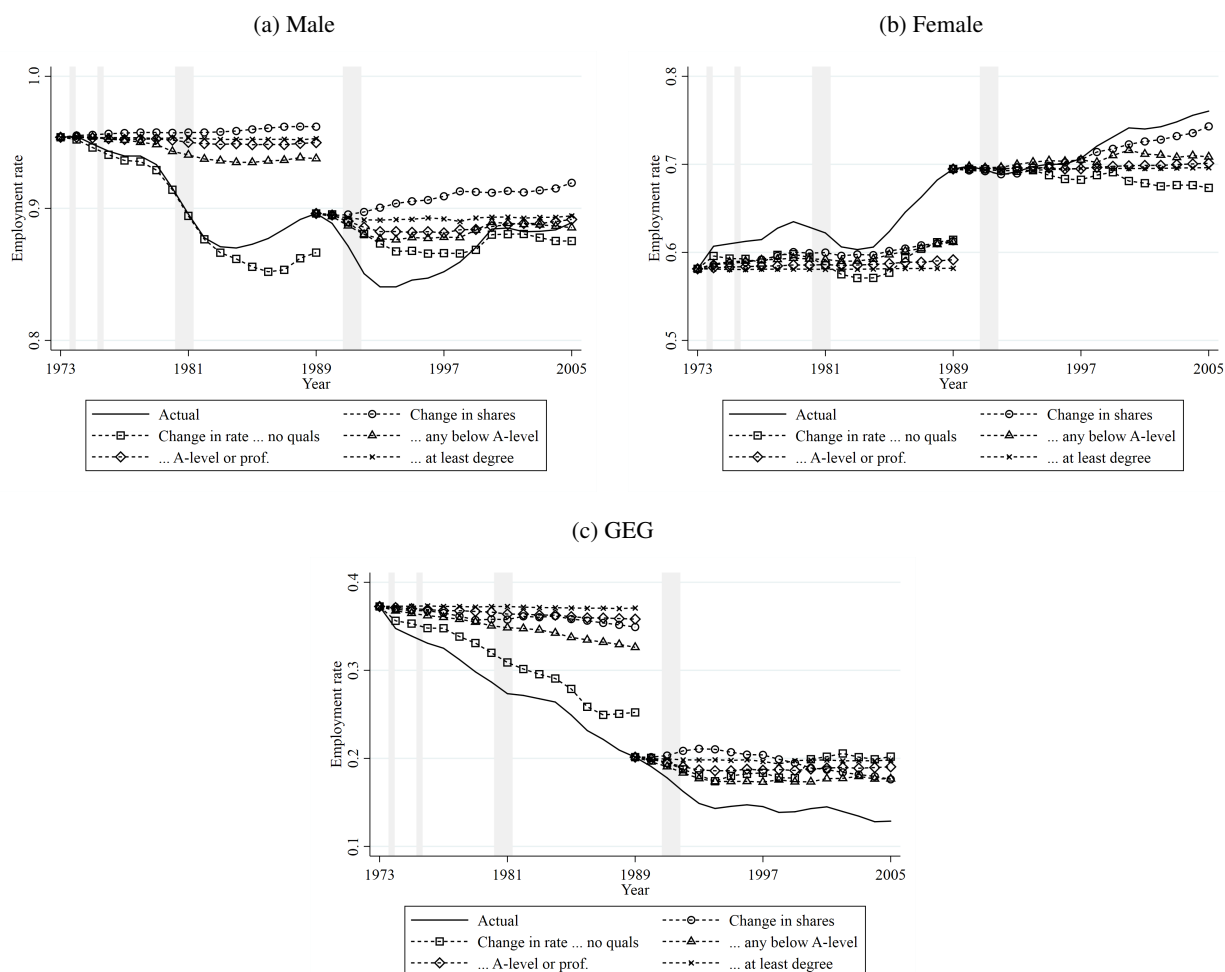 (a) Male
(b) Female
Employment rate
1.0
0.9
0.8
1973 1981 1989 1997 2005
Year
Actual Change in shares
Change in rate ... no quals ... any below A-level
... A-level or prof. ... at least degree
Employment rate
0.8
0.7
0.6
0.5
1973 1981 1989 1997 2005
Year
Actual Change in shares
Change in rate ... no quals ... any below A-level
... A-level or prof. ... at least degree
(c) GEG
Employment rate
0.4
0.3
0.2
0.1
1973 1981 1989 1997 2005
Year
Actual Change in shares
Change in rate ... no quals ... any below A-level
... A-level or prof. ... at least degree